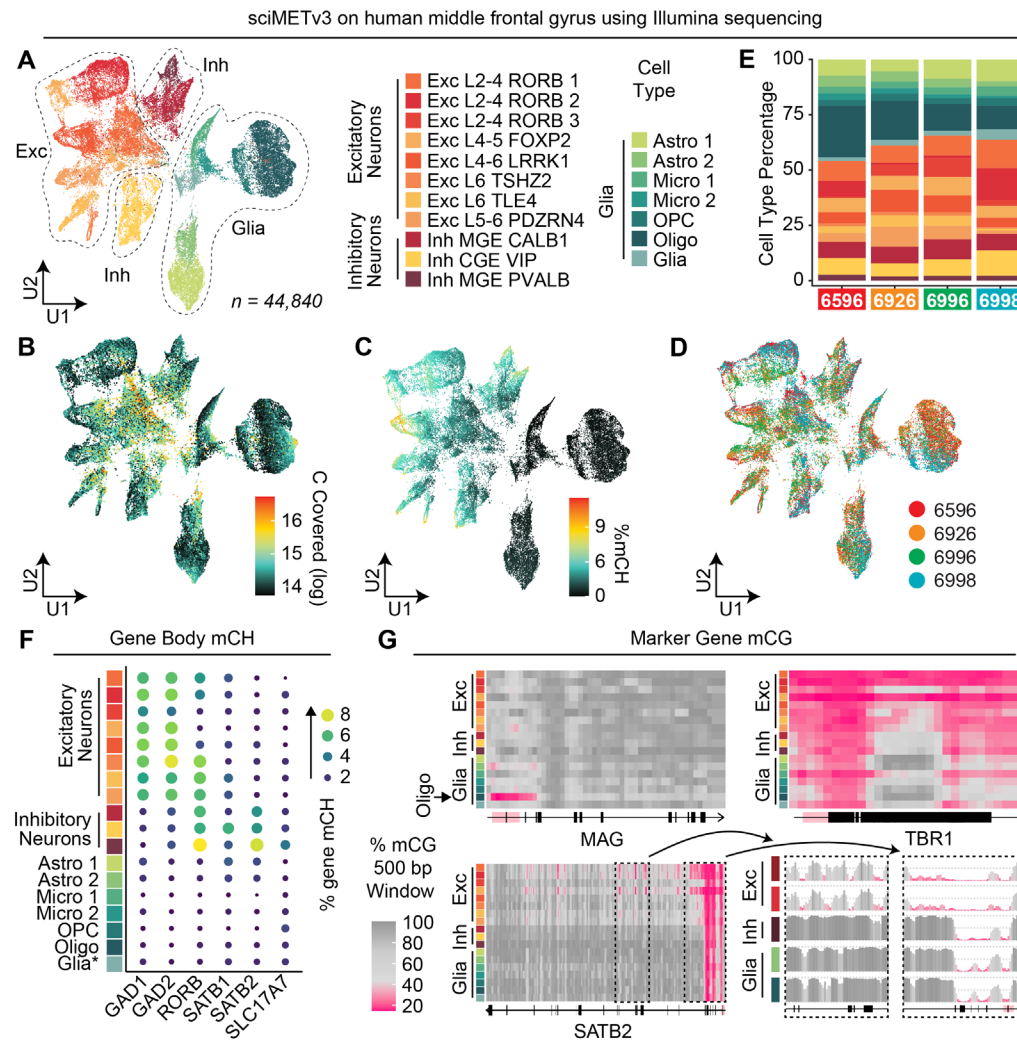 sciMETv3 on human middle frontal gyrus using Illumina sequencing
A
Inh
Exc
Glia
Inh
U2
U1
n = 44,840
Excitatory
Neurons
Exc L2-4 RORB 1
Exc L2-4 RORB 2
Exc L2-4 RORB 3
Exc L4-5 FOXP2
Exc L4-6 LRRK1
Exc L6 TSHZ2
Exc L6 TLE4
Exc L5-6 PDZRN4
Inhibitory
Neurons
Inh MGE CALB1
Inh CGE VIP
Inh MGE PVALB
Cell
Type
Glia
Astro 1
Astro 2
Micro 1
Micro 2
OPC
Oligo
Glia
E
Cell Type Percentage
100
75
50
25
0
6596
6926
6996
6998
B
U2
U1
C Covered (log)
16
15
14
C
U2
U1
%mCH
9
6
3
0
D
U2
U1
6596
6926
6996
6998
F
Gene Body mCH
Excitatory
Neurons
Inhibitory
Neurons
Astro 1
Astro 2
Micro 1
Micro 2
OPC
Oligo
Glia*
GAD1
GAD2
RORB
SATB1
SATB2
SLC17A7
8
6
4
2
% gene mCH
G
Marker Gene mCG
Exc
Inh
Glia
Oligo
MAG
Exc
Inh
Glia
TBR1
% mCG
500 bp
Window
100
80
60
40
20
Exc
Inh
Glia
SATB2
Exc
Inh
Glia